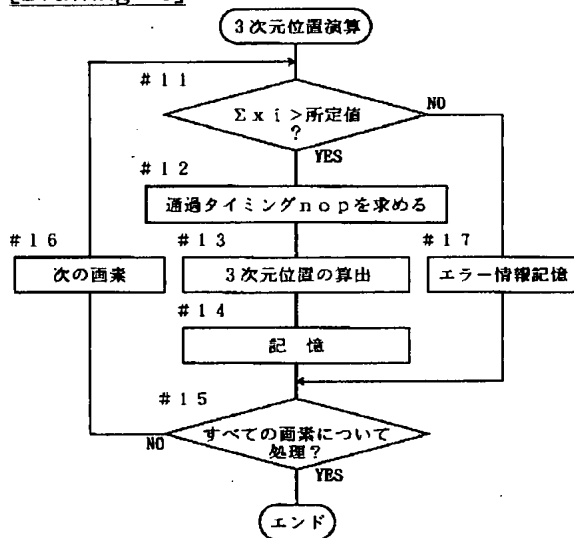 3次元位置演算
#11
Σxi>所定値
?
NO
YES
#12
通過タイミングnopを求める
#16
#13
#17
次の画素
3次元位置の算出
エラー情報記憶
#14
記 憶
#15
すべての画素について
処理?
NO
YES
エンド